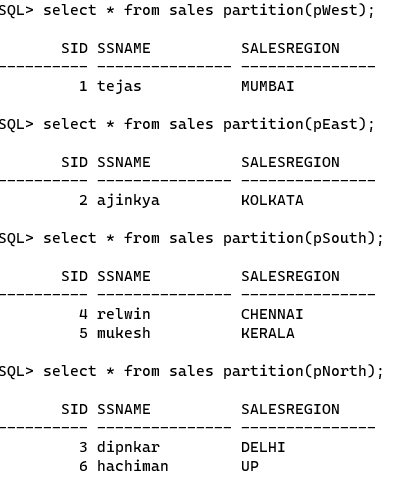 SQL> select * from sales partition(pWest);
SID SSNAME SALESREGION
---------- --------------- ---------------
1 tejas MUMBAI
SQL> select * from sales partition(pEast);
SID SSNAME SALESREGION
---------- --------------- ---------------
2 ajinkya KOLKATA
SQL> select * from sales partition(pSouth);
SID SSNAME SALESREGION
---------- --------------- ---------------
4 relwin CHENNAI
5 mukesh KERALA
SQL> select * from sales partition(pNorth);
SID SSNAME SALESREGION
---------- --------------- ---------------
3 dipnkar DELHI
6 hachiman UP